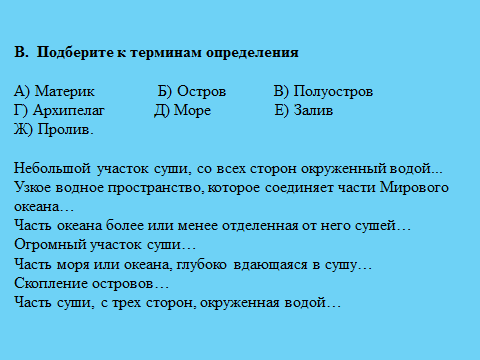 В. Подберите к терминам определения
А) Материк Б) Остров В) Полуостров
Г) Архипелаг Д) Море Е) Залив
Ж) Пролив.
Небольшой участок суши, со всех сторон окруженный водой...
Узкое водное пространство, которое соединяет части Мирового
океана…
Часть океана более или менее отделенная от него сушей…
Огромный участок суши…
Часть моря или океана, глубоко вдающаяся в сушу…
Скопление островов…
Часть суши, с трех сторон, окруженная водой…